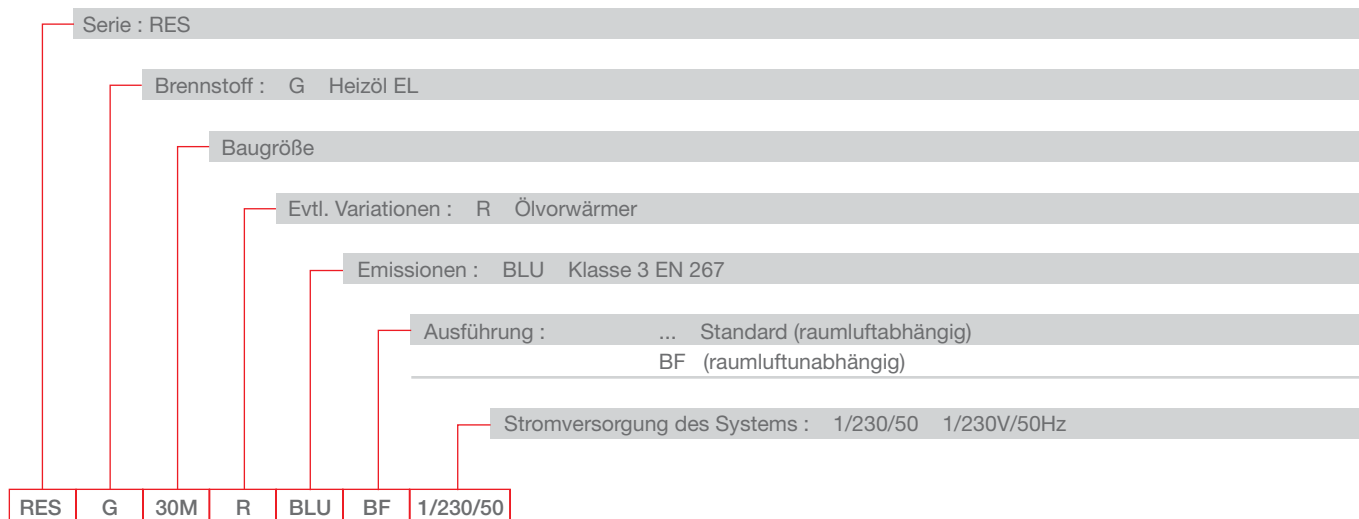 Serie : RES
Brennstoff : G Heizöl EL
Baugröße
Evtl. Variationen : R Ölvorwärmer
Emissionen : BLU Klasse 3 EN 267
Ausführung : ... Standard (raumluftabhängig)
BF (raumluftunabhängig)
Stromversorgung des Systems : 1/230/50 1/230V/50Hz
RES G 30M R BLU BF 1/230/50